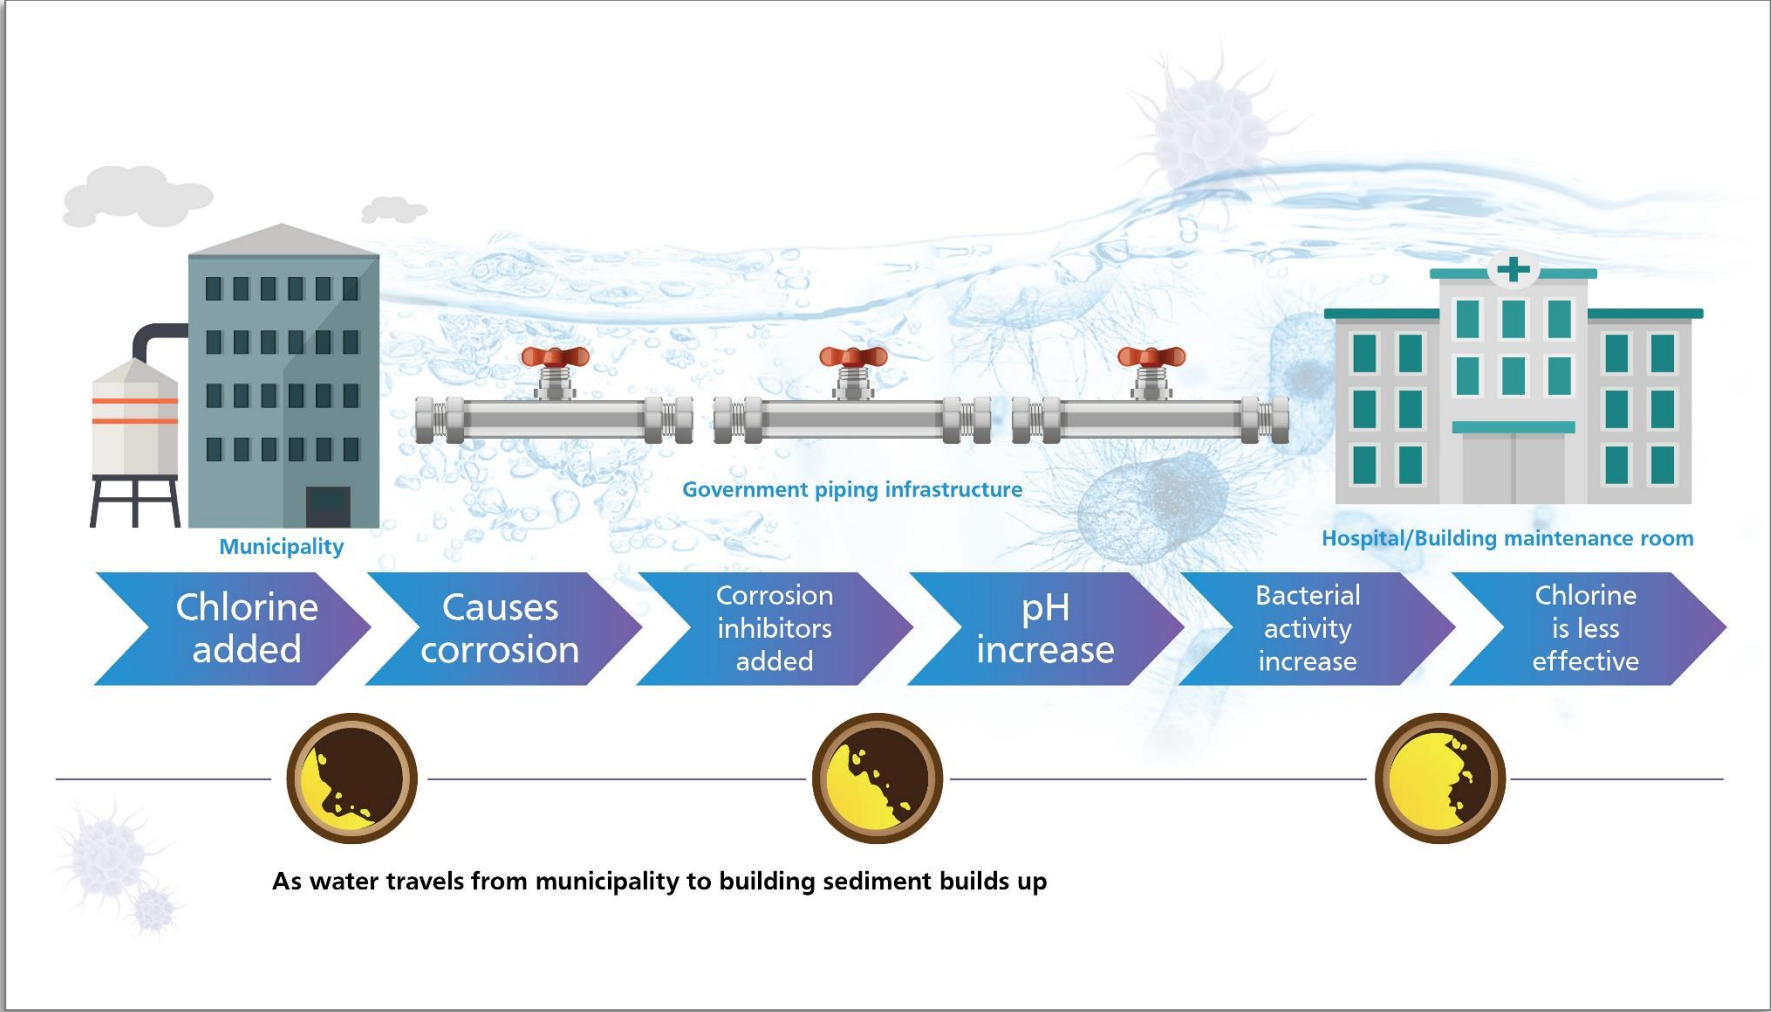 Government piping infrastructure
Municipality
Hospital/Building maintenance room
Chlorine
added
Causes
corrosion
Corrosion
inhibitors
added
pH
increase
Bacterial
activity
increase
Chlorine
is less
effective
As water travels from municipality to building sediment builds up